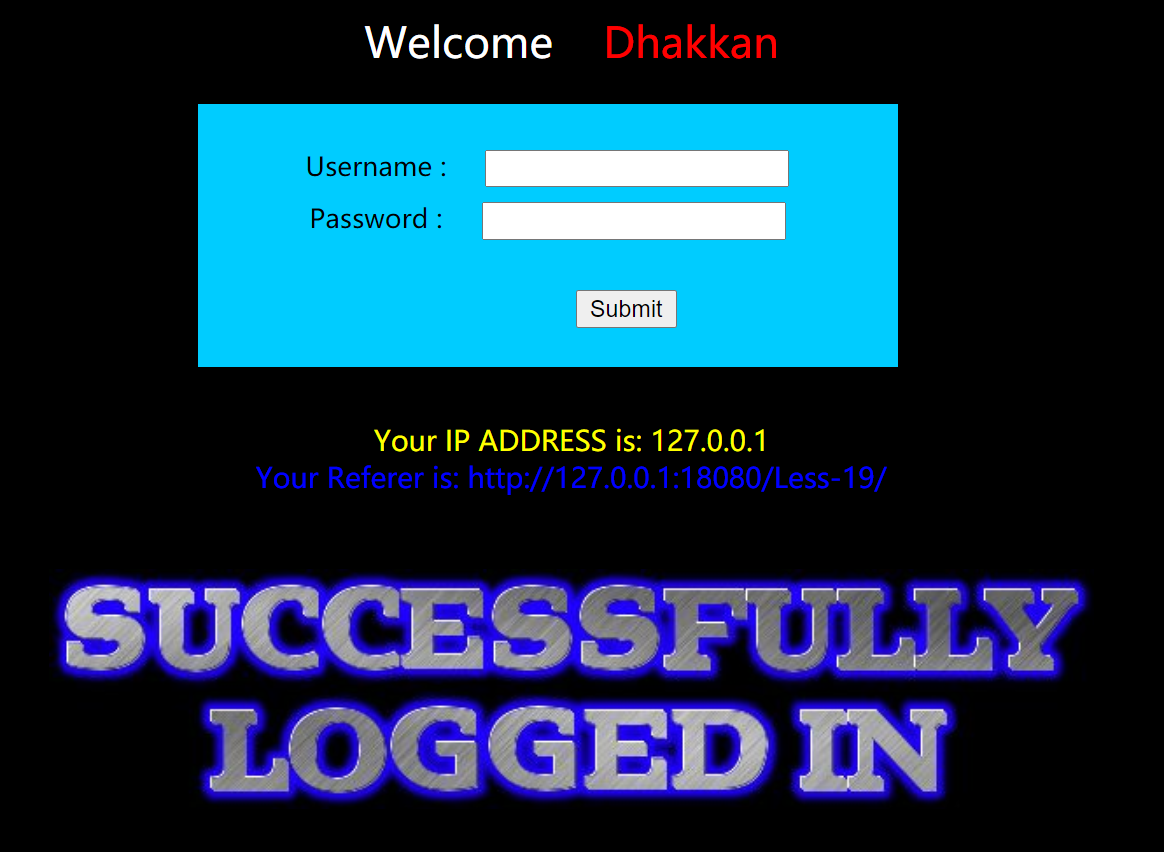 Welcome Dhakkan
Username :
Password :
Submit
Your IP ADDRESS is: 127.0.0.1
Your Referer is: http://127.0.0.1:18080/Less-19/
SUCCESSFULLY
LOGGED IN